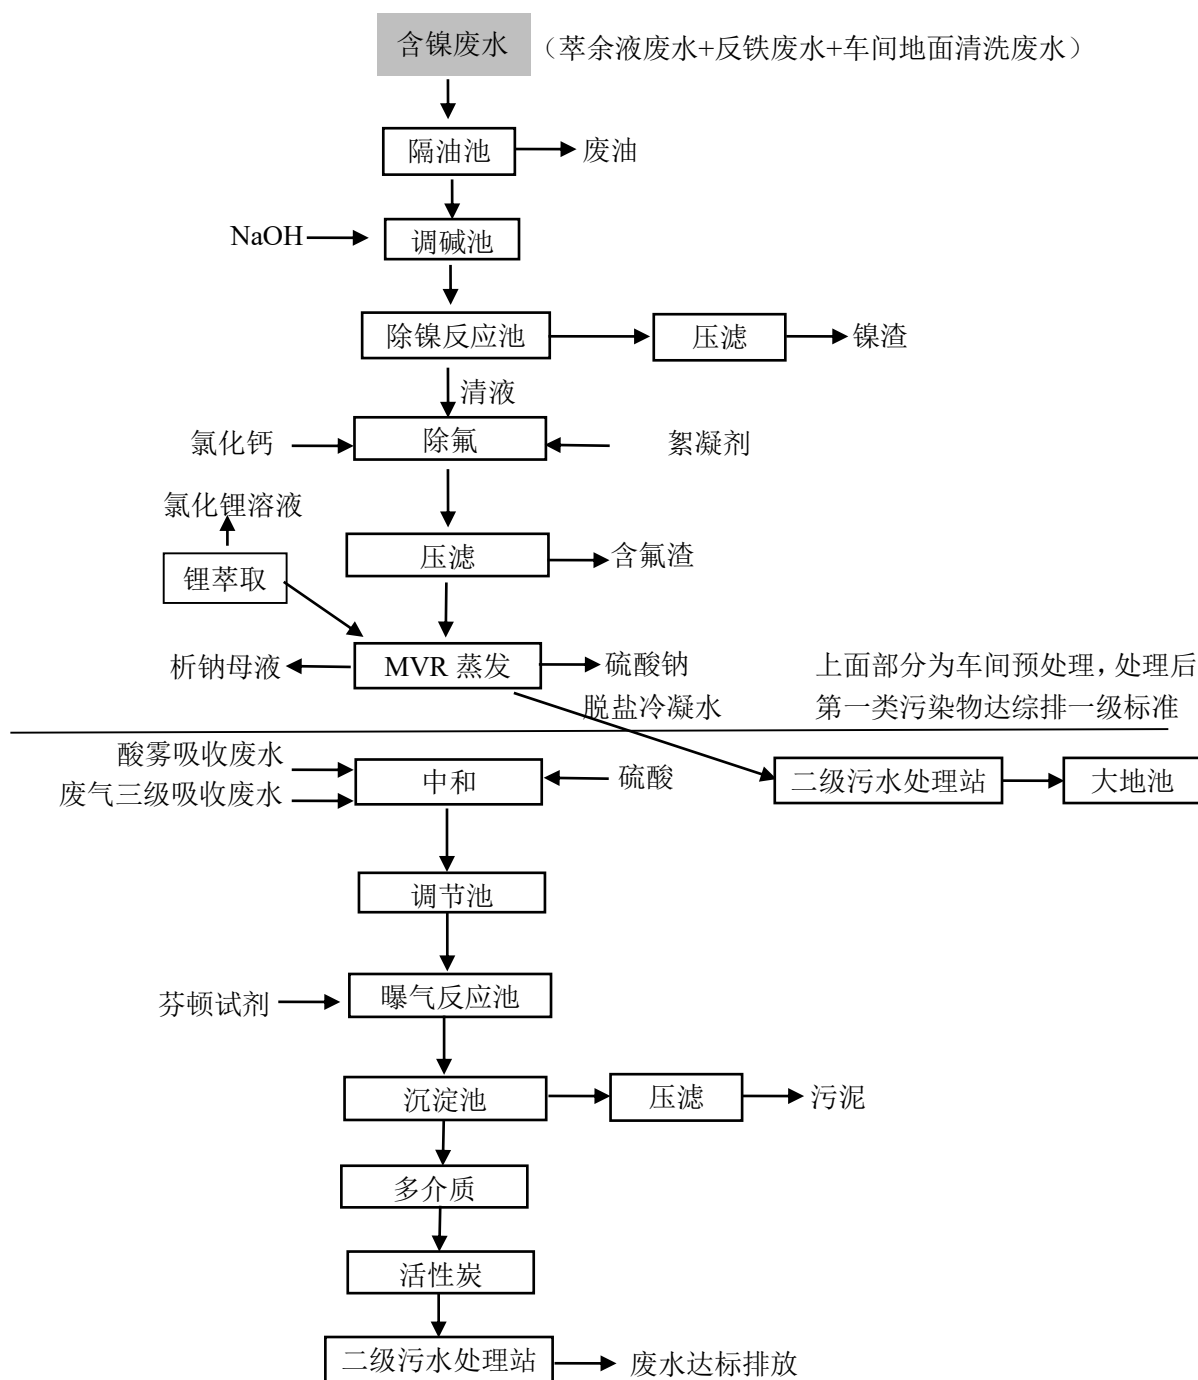 含镍废水
（萃余液废水+反铁废水+车间地面清洗废水）
隔油池
废油
NaOH
调碱池
除镍反应池
压滤
镍渣
清液
氯化钙
除氟
絮凝剂
氯化锂溶液
压滤
含氟渣
锂萃取
析钠母液
MVR 蒸发
硫酸钠
上面部分为车间预处理，处理后
脱盐冷凝水
第一类污染物达综排一级标准
酸雾吸收废水
废气三级吸收废水
中和
硫酸
二级污水处理站
大地池
调节池
芬顿试剂
曝气反应池
沉淀池
压滤
污泥
多介质
活性炭
二级污水处理站
废水达标排放